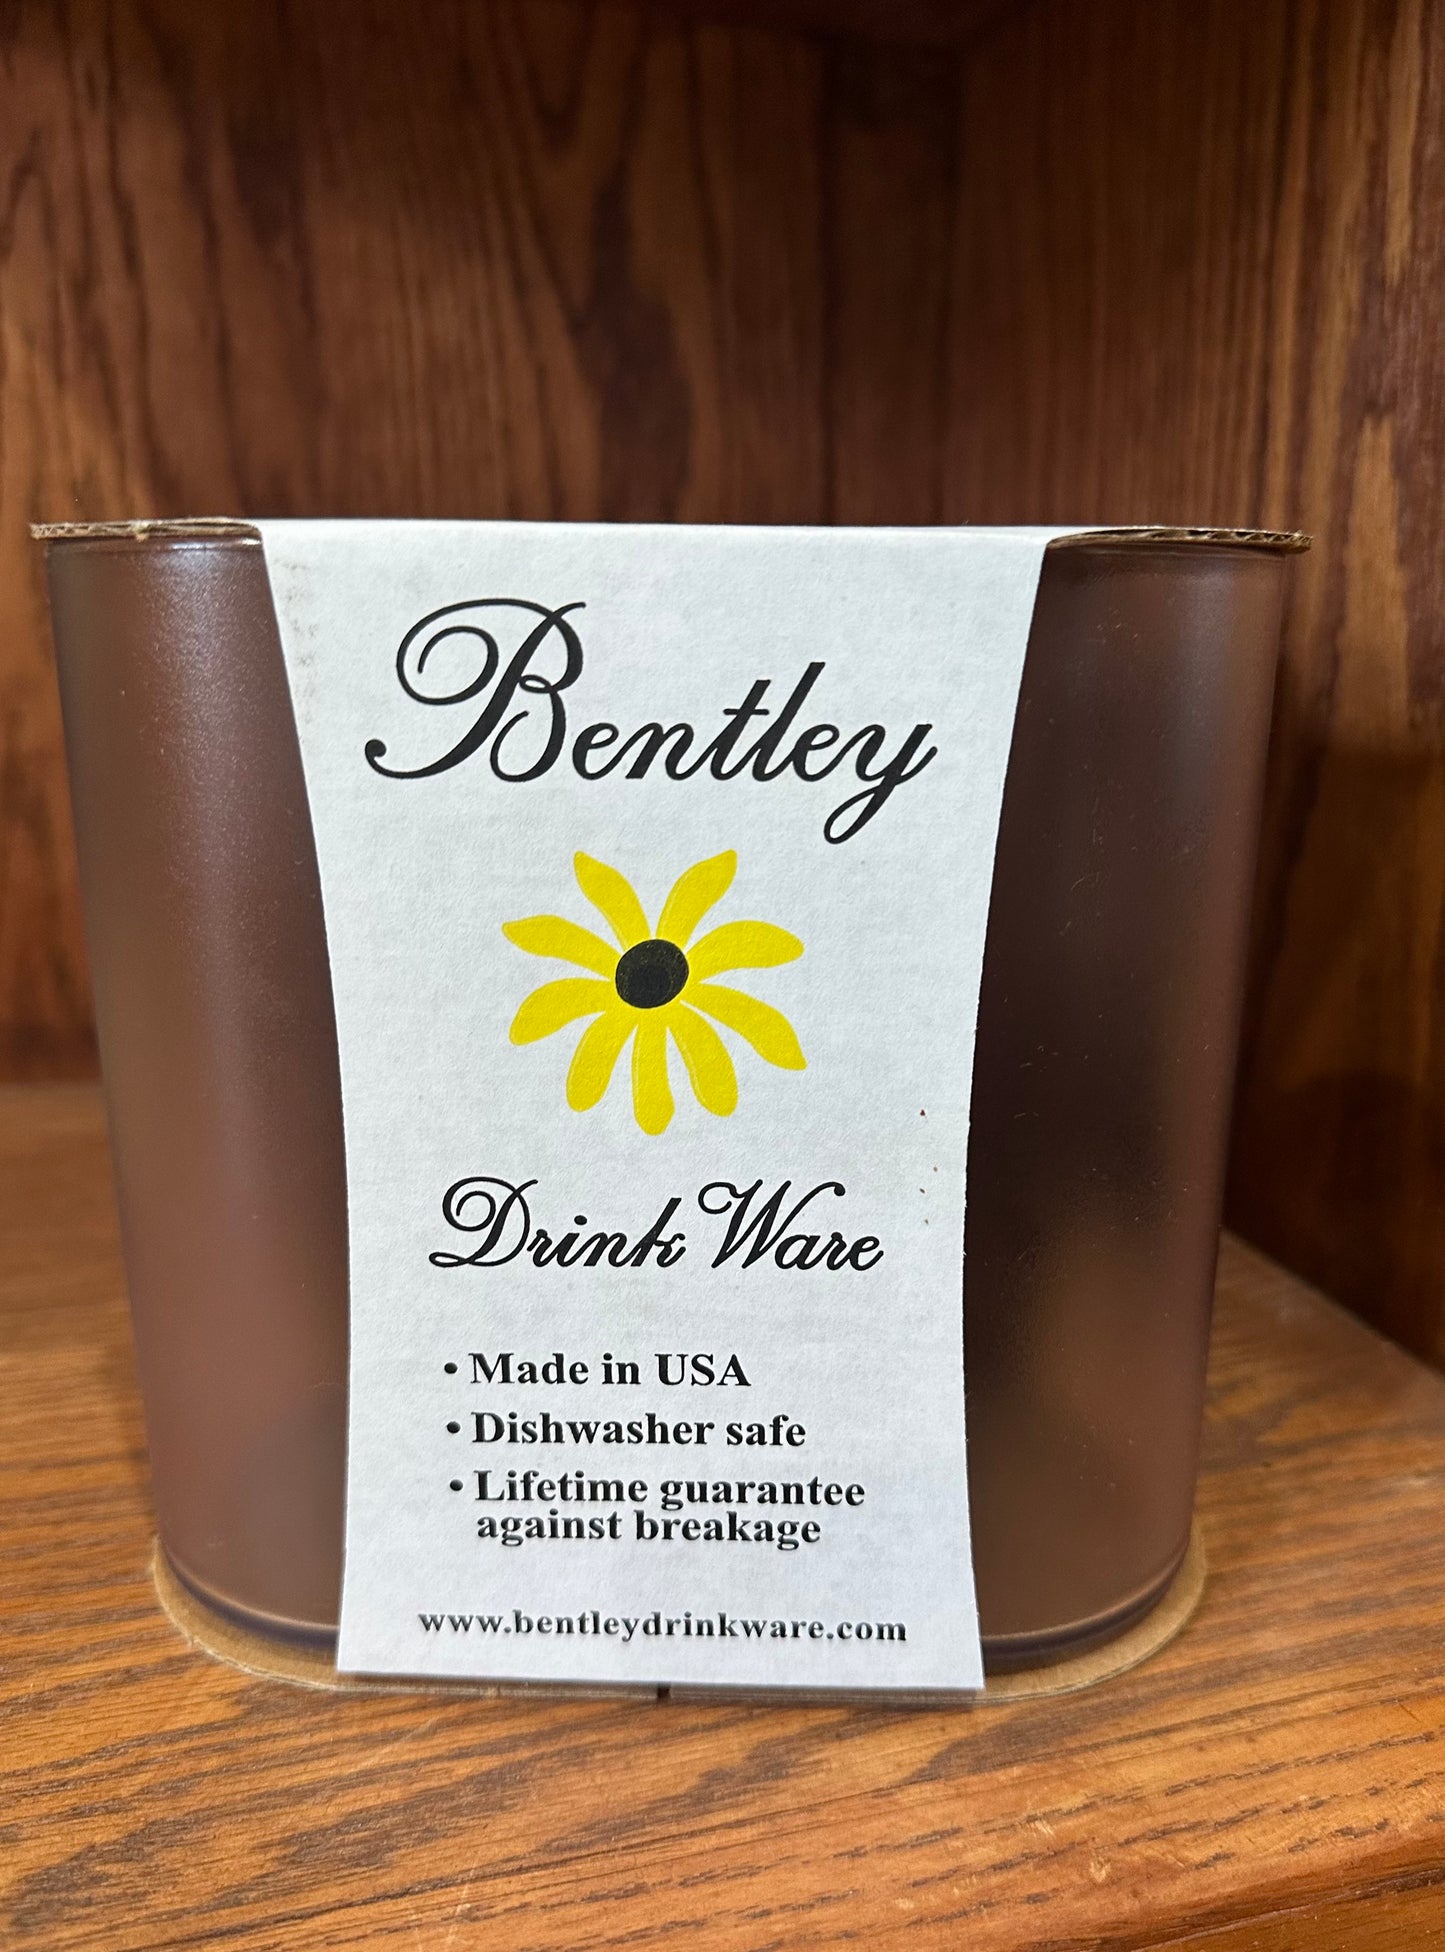 Bentley
Drink Ware
• Made in USA
• Dishwasher safe
• Lifetime guarantee
against breakage
www.bentleydrinkware.com